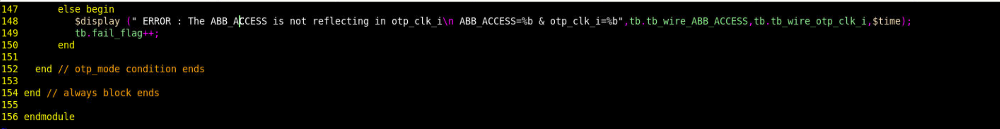 147       else begin
148          $display (" ERROR : The ABB_ACCESS is not reflecting in otp_clk_i\n ABB_ACCESS=%b & otp_clk_i=%b",tb.tb_wire_ABB_ACCESS,tb.tb_wire_otp_clk_i,$time);
149          tb.fail_flag++;
150       end
151
152   end // otp_mode condition ends
153
154 end // always block ends
155
156 endmodule